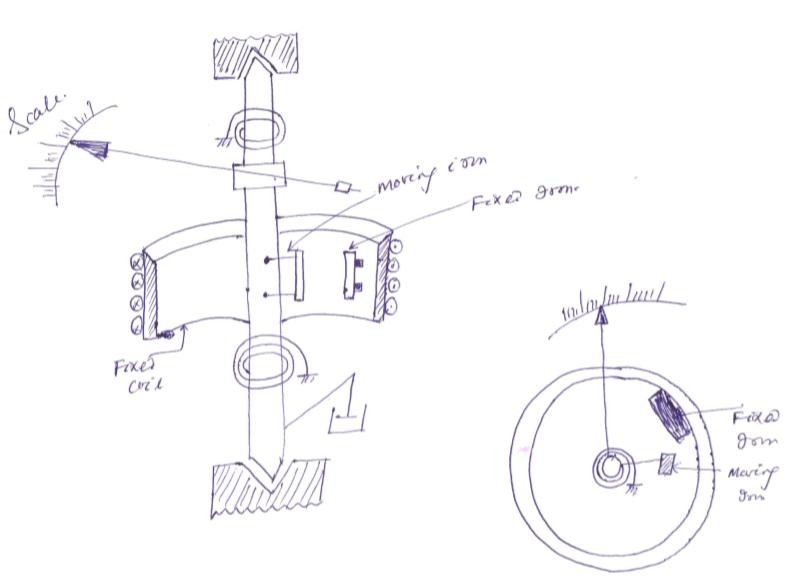 Scale.
Moving iron
Fixed Iron.
Fixed
coil
Fixed
Iron
Moving
Iron